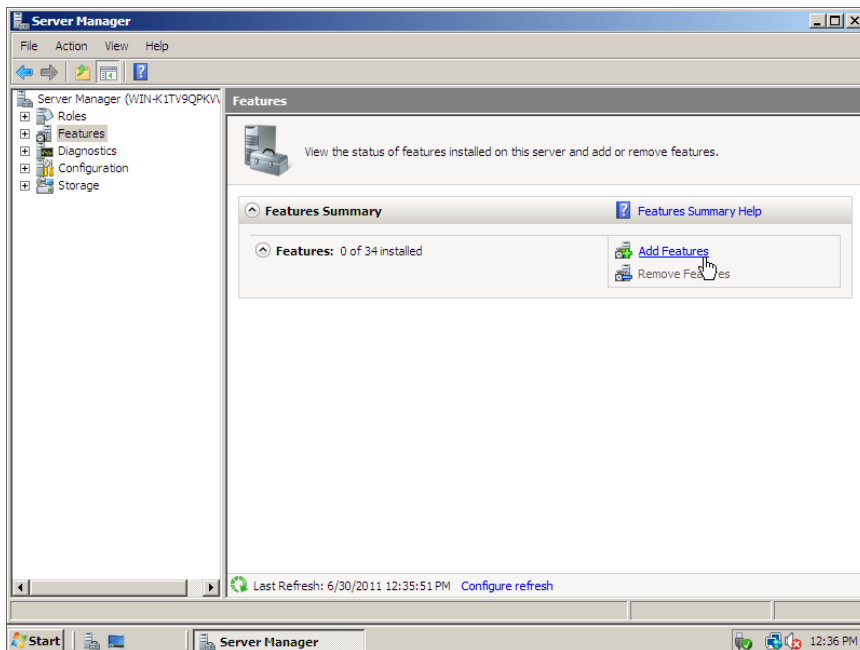 Server Manager
File Action View Help
Server Manager (WIN-K1TV9QPKV
Roles
Features
Diagnostics
Configuration
Storage
Features
View the status of features installed on this server and add or remove features.
Features Summary
Features Summary Help
Features: 0 of 34 installed
Add Features
Remove Features
Last Refresh: 6/30/2011 12:35:51 PM Configure refresh
Start Server Manager 12:36 PM